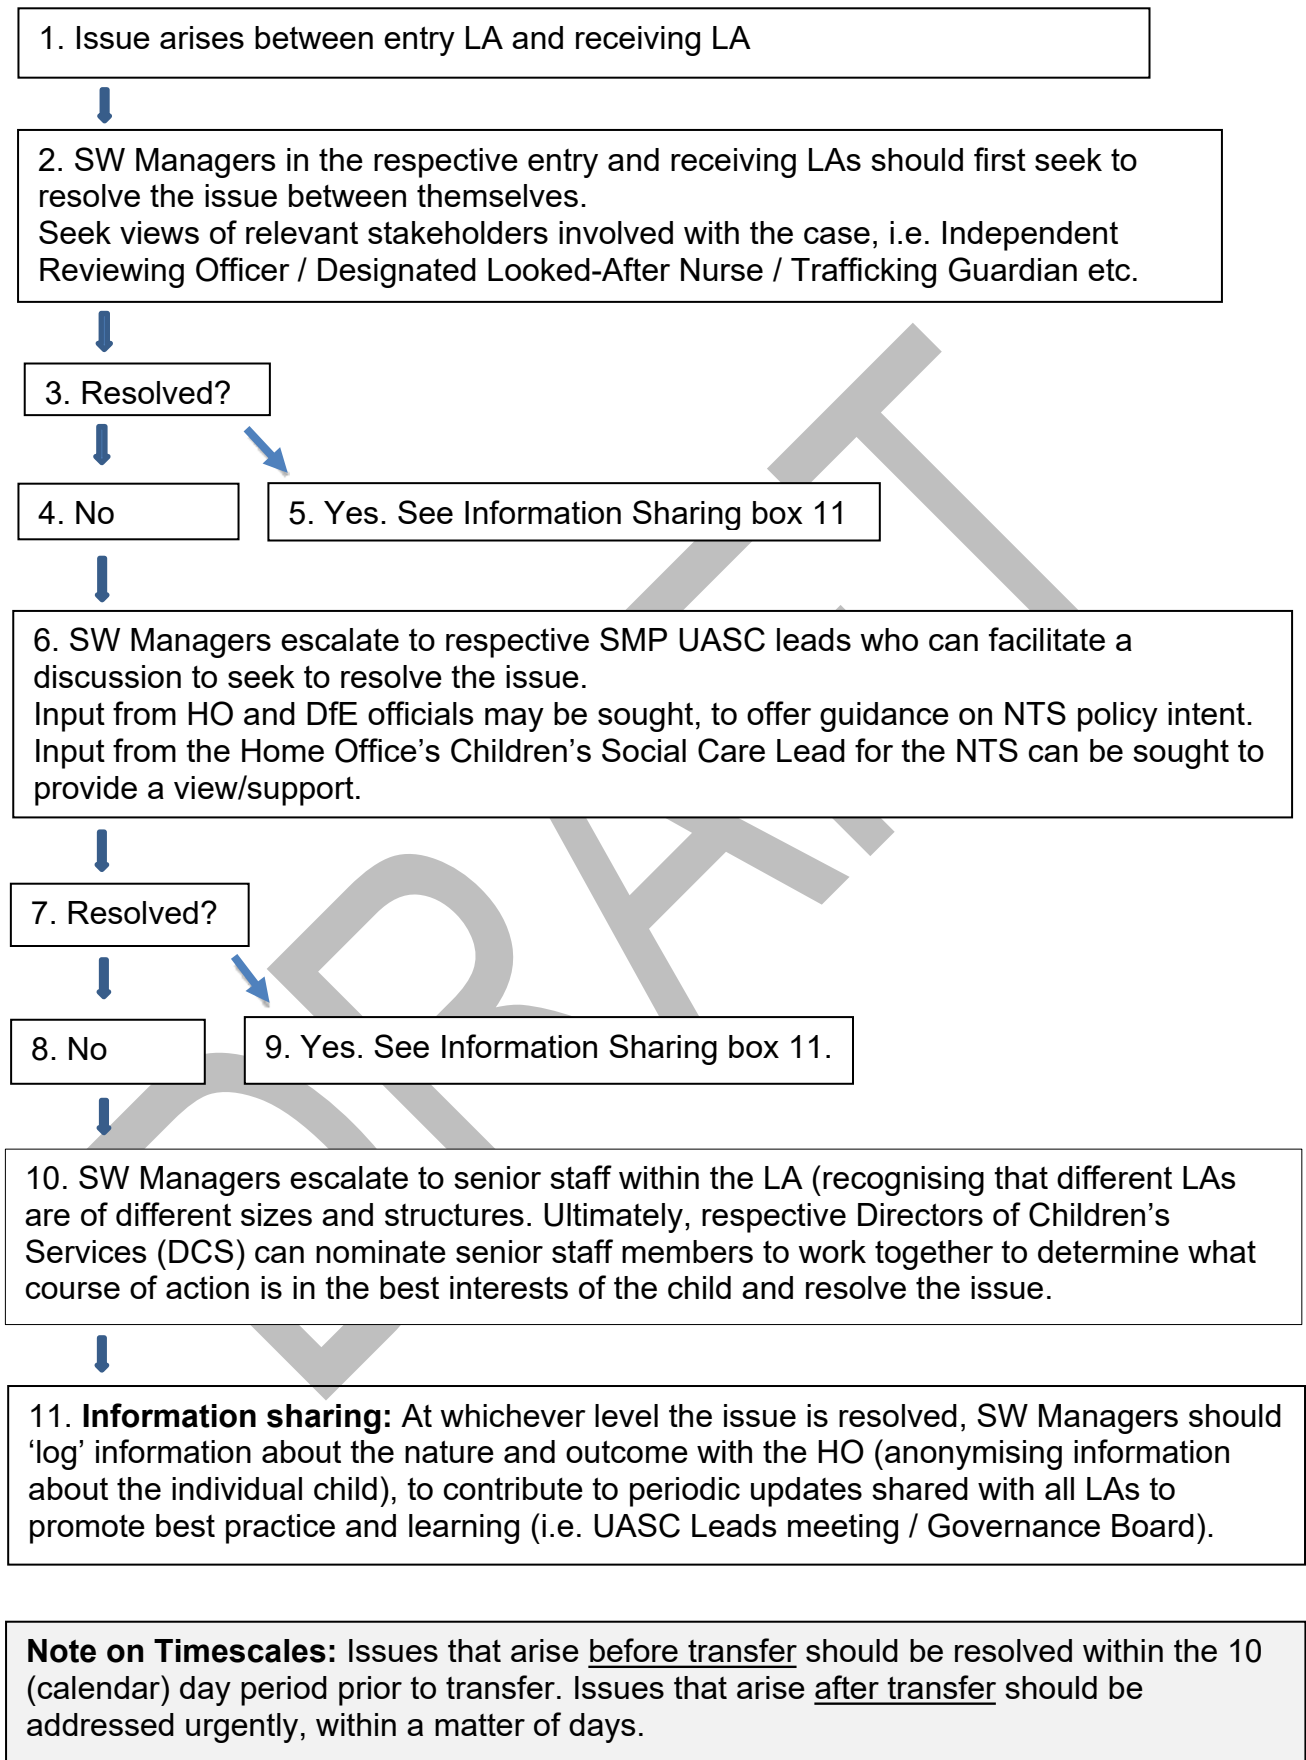 1. Issue arises between entry LA and receiving LA
2. SW Managers in the respective entry and receiving LAs should first seek to
resolve the issue between themselves.
Seek views of relevant stakeholders involved with the case, i.e. Independent
Reviewing Officer / Designated Looked-After Nurse / Trafficking Guardian etc.
3. Resolved?
4. No
5. Yes. See Information Sharing box 11
6. SW Managers escalate to respective SMP UASC leads who can facilitate a
discussion to seek to resolve the issue.
Input from HO and DfE officials may be sought, to offer guidance on NTS policy intent.
Input from the Home Office’s Children’s Social Care Lead for the NTS can be sought to
provide a view/support.
7. Resolved?
8. No
9. Yes. See Information Sharing box 11.
10. SW Managers escalate to senior staff within the LA (recognising that different LAs
are of different sizes and structures. Ultimately, respective Directors of Children’s
Services (DCS) can nominate senior staff members to work together to determine what
course of action is in the best interests of the child and resolve the issue.
11. Information sharing: At whichever level the issue is resolved, SW Managers should
‘log’ information about the nature and outcome with the HO (anonymising information
about the individual child), to contribute to periodic updates shared with all LAs to
promote best practice and learning (i.e. UASC Leads meeting / Governance Board).
Note on Timescales: Issues that arise before transfer should be resolved within the 10
(calendar) day period prior to transfer. Issues that arise after transfer should be
addressed urgently, within a matter of days.
DRAFT